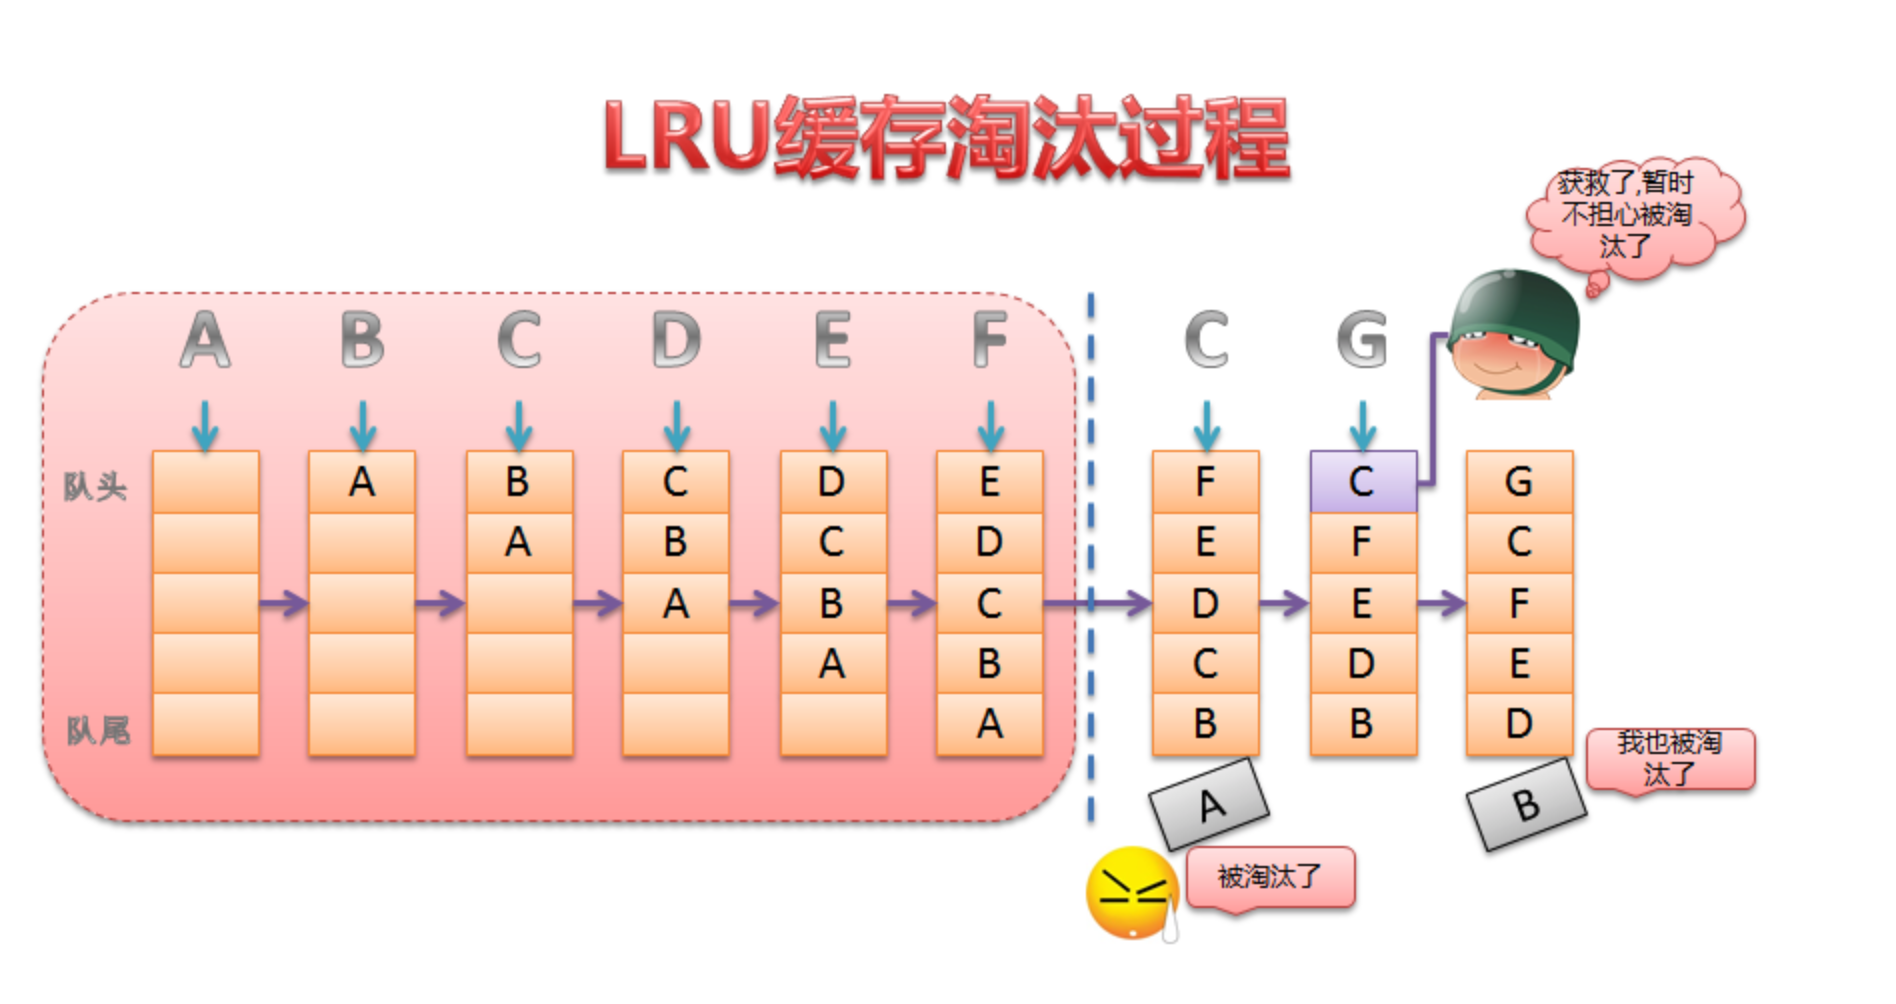 LRU缓存淘汰过程
获救了,暂时
不担心被淘
汰了
A B C D E F C G
队头 A B C D E F C G
A B C D E F C
A B C D E F
A B C D E
队尾 A B B D
A B
我也被淘
汰了
被淘汰了